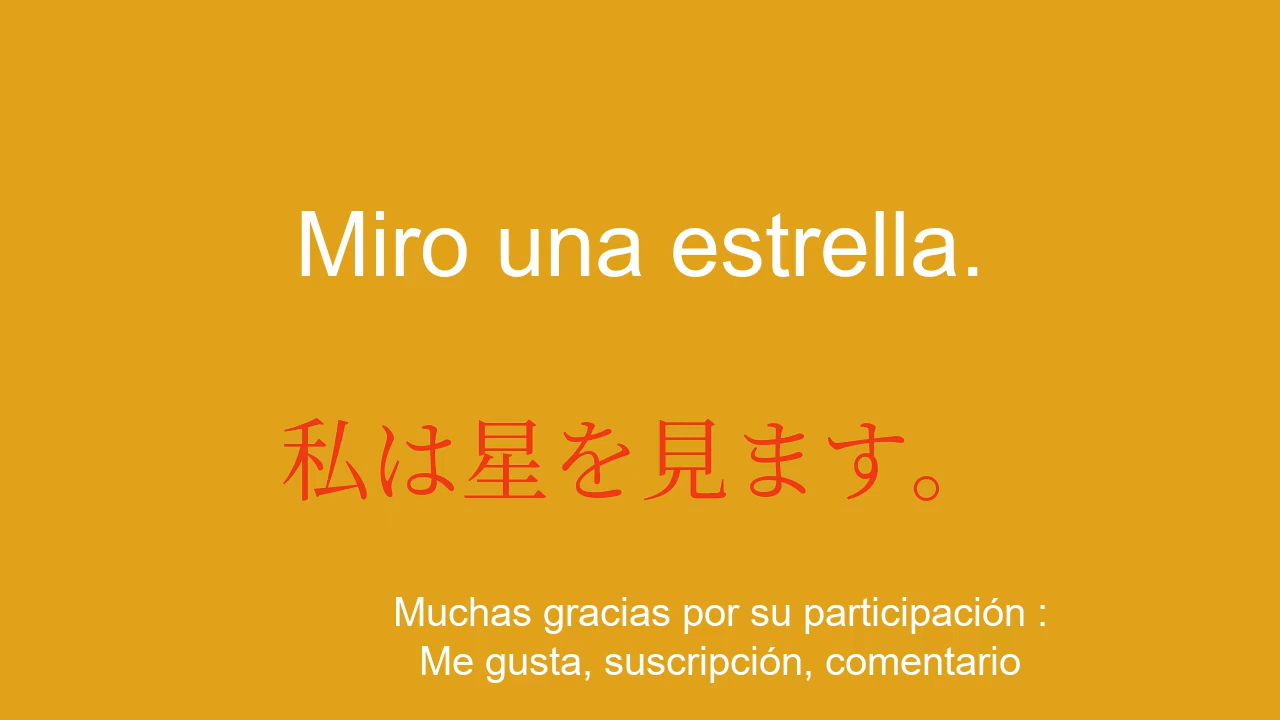 Miro una estrella.
私は星を見ます。
Muchas gracias por su participación :
Me gusta, suscripción, comentario